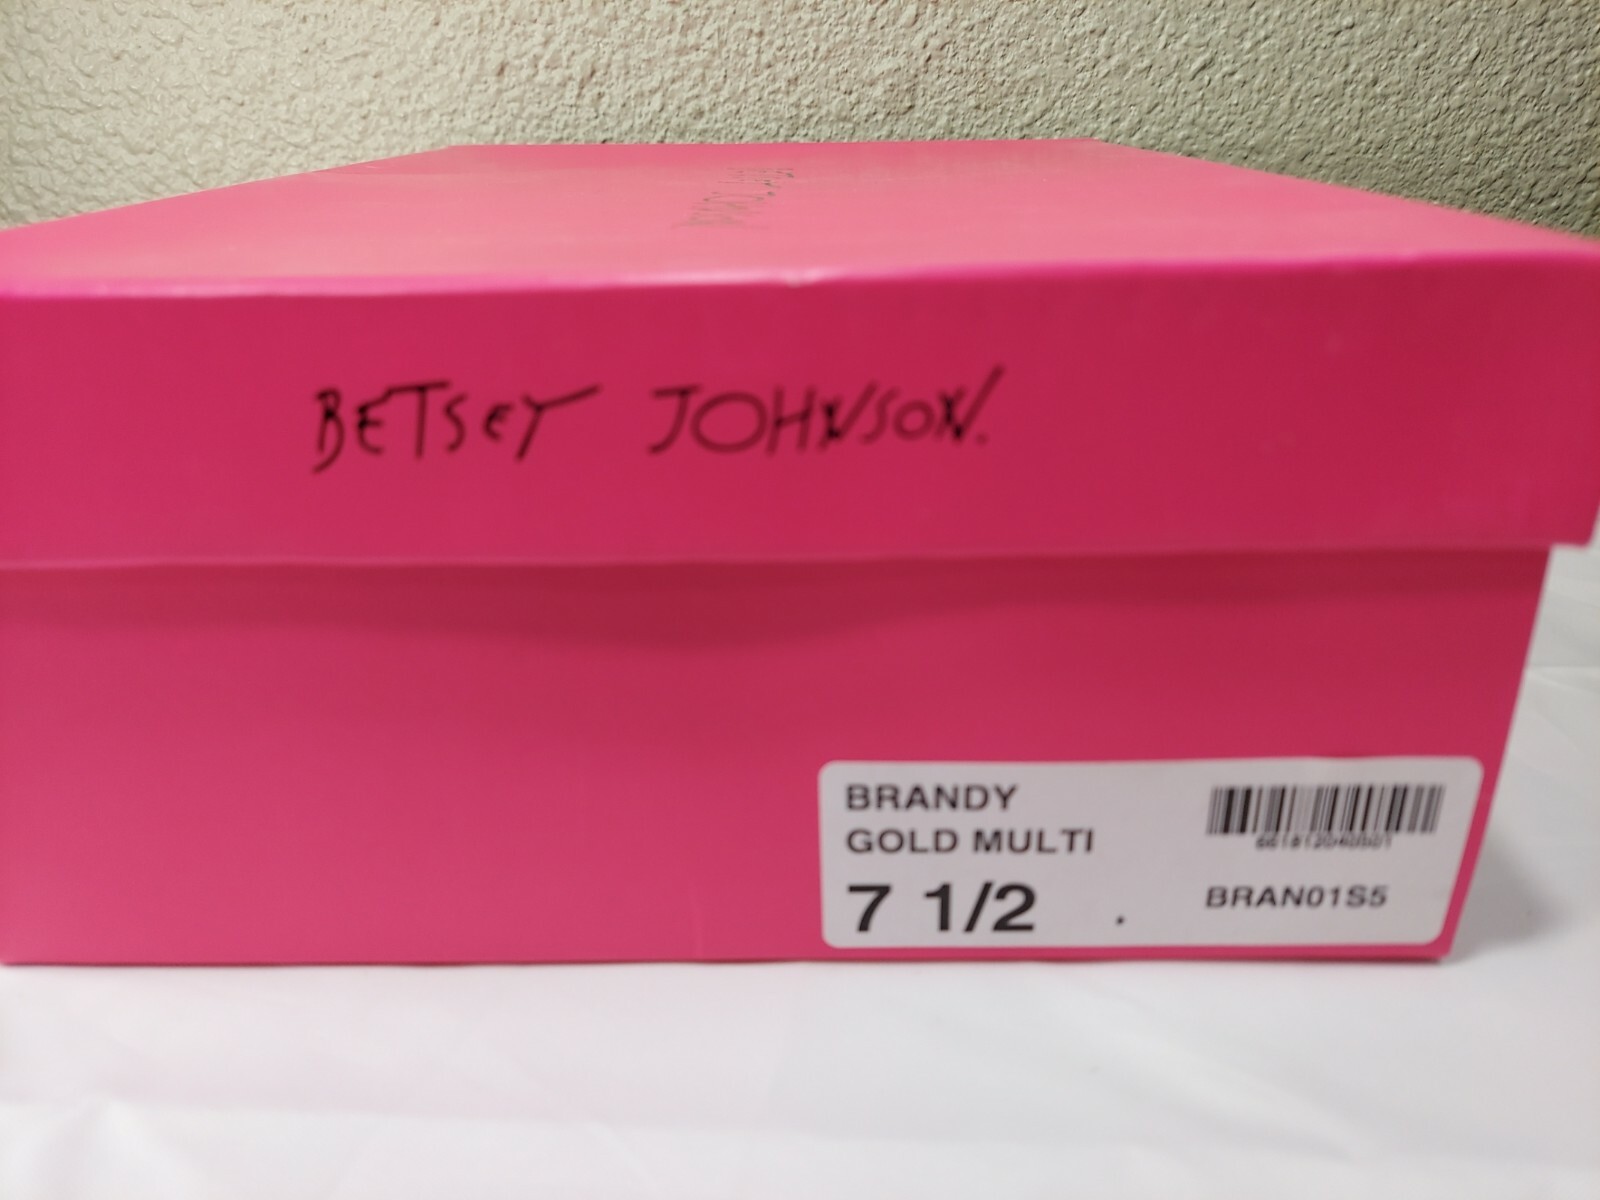 BETSEY JOHNSON.
BRANDY
GOLD MULTI
7 1/2 .
BRAN01S5